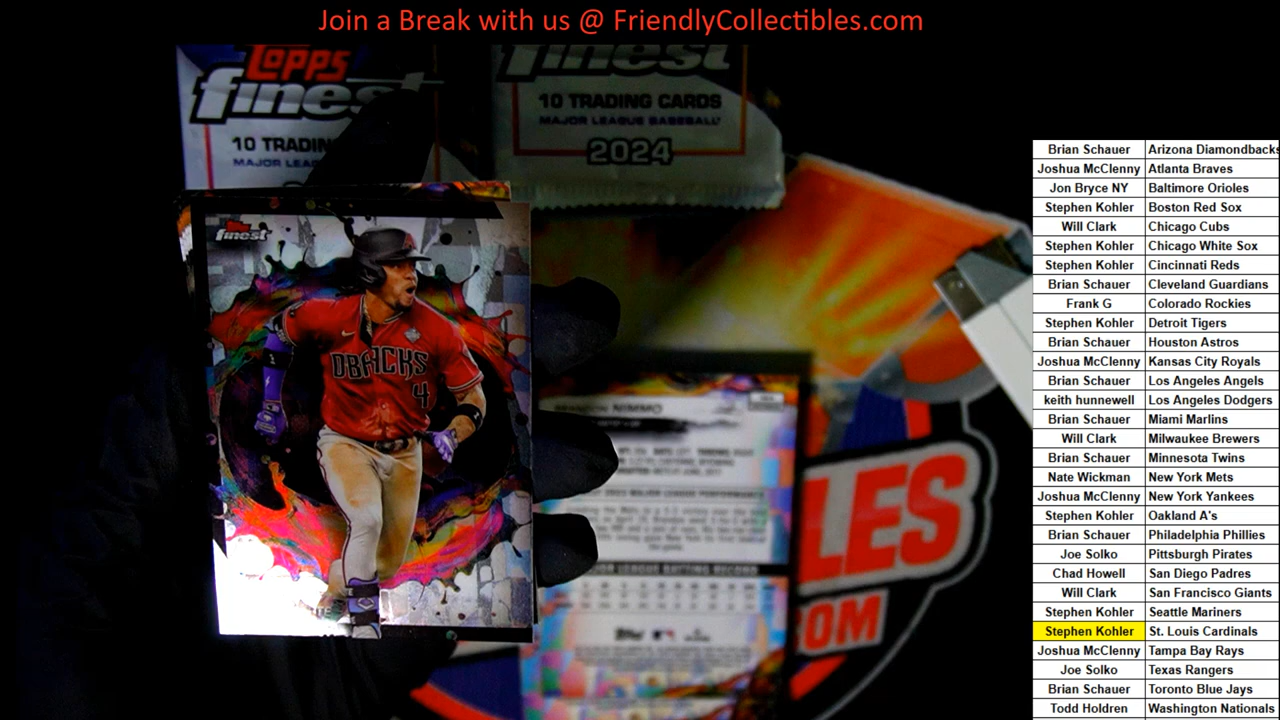 Join a Break with us @ FriendlyCollectibles.com
Topps
finest
10 TRADIN
MAJOR LEAG
finest
10 TRADING CARDS
MAJOR LEAGUE BASEBALL
2024
Topps
finest
DBACKS
4
NIMMO
MAJOR LEAGUE BATTING RECORD
Topps
LES
OM
Brian Schauer Arizona Diamondbacks
Joshua McClenny Atlanta Braves
Jon Bryce NY Baltimore Orioles
Stephen Kohler Boston Red Sox
Will Clark Chicago Cubs
Stephen Kohler Chicago White Sox
Stephen Kohler Cincinnati Reds
Brian Schauer Cleveland Guardians
Frank G Colorado Rockies
Stephen Kohler Detroit Tigers
Brian Schauer Houston Astros
Joshua McClenny Kansas City Royals
Brian Schauer Los Angeles Angels
keith hunnewell Los Angeles Dodgers
Brian Schauer Miami Marlins
Will Clark Milwaukee Brewers
Brian Schauer Minnesota Twins
Nate Wickman New York Mets
Joshua McClenny New York Yankees
Stephen Kohler Oakland A's
Brian Schauer Philadelphia Phillies
Joe Solko Pittsburgh Pirates
Chad Howell San Diego Padres
Will Clark San Francisco Giants
Stephen Kohler Seattle Mariners
Stephen Kohler St. Louis Cardinals
Joshua McClenny Tampa Bay Rays
Joe Solko Texas Rangers
Brian Schauer Toronto Blue Jays
Todd Holdren Washington Nationals